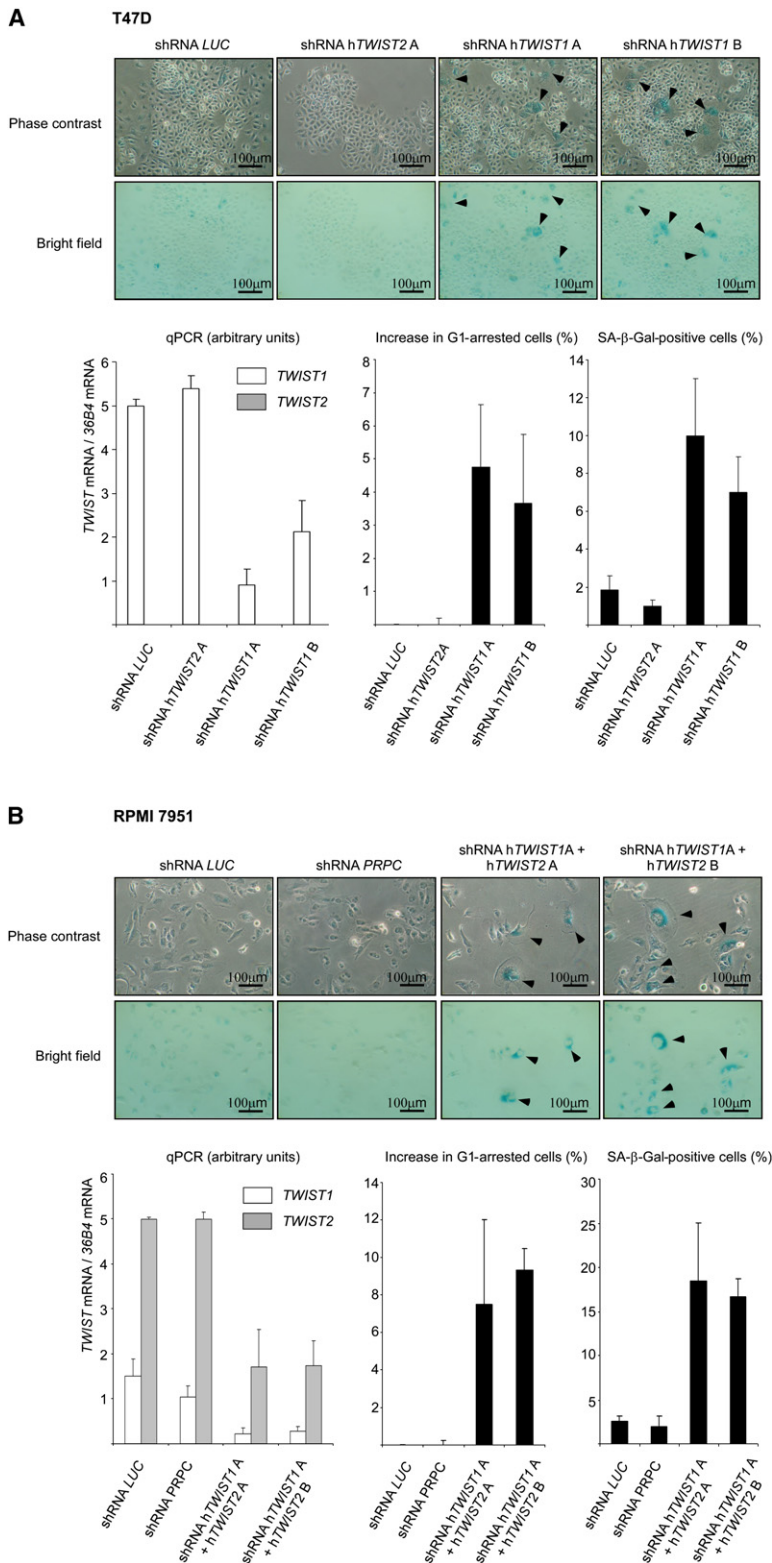 A
T47D
shRNA LUC
shRNA hTWIST2 A
shRNA hTWIST1 A
shRNA hTWIST1 B
Phase contrast
100μm
100μm
100μm
100μm
Bright field
100μm
100μm
100μm
100μm
qPCR (arbitrary units)
TWIST mRNA / 36B4 mRNA
6
5
4
3
2
1
TWIST1
TWIST2
shRNA LUC
shRNA hTWIST2 A
shRNA hTWIST1 A
shRNA hTWIST1 B
Increase in G1-arrested cells (%)
8
7
6
5
4
3
2
1
shRNA LUC
shRNA hTWIST2A
shRNA hTWIST1 A
shRNA hTWIST1 B
SA-β-Gal-positive cells (%)
14
12
10
8
6
4
2
shRNA LUC
shRNA hTWIST2 A
shRNA hTWIST1 A
shRNA hTWIST1 B
B
RPMI 7951
shRNA LUC
shRNA PRPC
shRNA hTWIST1A +
hTWIST2 A
shRNA hTWIST1A +
hTWIST2 B
Phase contrast
100μm
100μm
100μm
100μm
Bright field
100μm
100μm
100μm
100μm
qPCR (arbitrary units)
TWIST mRNA / 36B4 mRNA
6
5
4
3
2
1
TWIST1
TWIST2
shRNA LUC
shRNA PRPC
shRNA hTWIST1 A
+ hTWIST2 A
shRNA hTWIST1 A
+ hTWIST2 B
Increase in G1-arrested cells (%)
14
12
10
8
6
4
2
shRNA LUC
shRNA PRPC
shRNA hTWIST1 A
+ hTWIST2 A
shRNA hTWIST1 A
+ hTWIST2 B
SA-β-Gal-positive cells (%)
30
25
20
15
10
5
shRNA LUC
shRNA PRPC
shRNA hTWIST1 A
+ hTWIST2 A
shRNA hTWIST1 A
+ hTWIST2 B